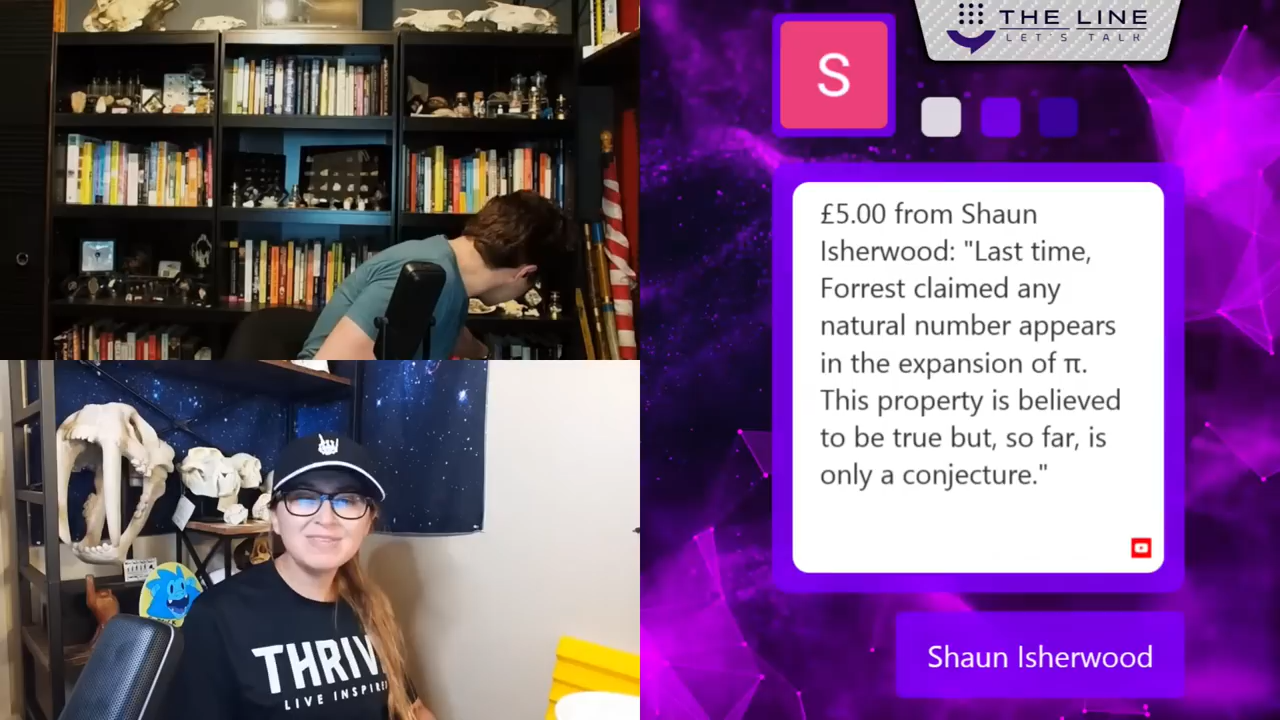 THE LINE
LET'S TALK
S
£5.00 from Shaun
Isherwood: "Last time,
Forrest claimed any
natural number appears
in the expansion of π.
This property is believed
to be true but, so far, is
only a conjecture."
Shaun Isherwood
THRIV
LIVE INSPIRE